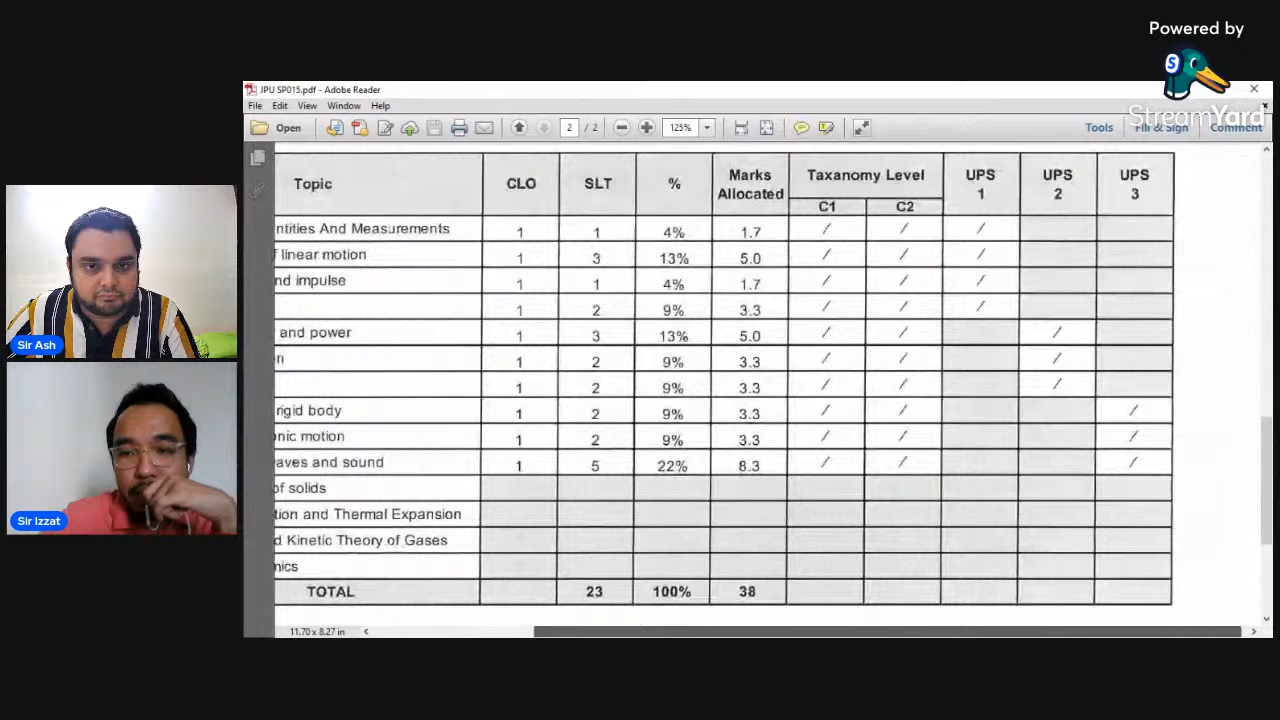 Powered by
StreamYard
JPU SP015.pdf - Adobe Reader
File Edit View Window Help
Open 2 / 2 125% Tools Fill & Sign Comment
Topic CLO SLT % Marks Allocated Taxanomy Level UPS 1 UPS 2 UPS 3
C1 C2
ntities And Measurements 1 1 4% 1.7 / / /
f linear motion 1 3 13% 5.0 / / /
nd impulse 1 1 4% 1.7 / / /
1 2 9% 3.3 / / /
and power 1 3 13% 5.0 / / /
on 1 2 9% 3.3 / / /
1 2 9% 3.3 / / /
rigid body 1 2 9% 3.3 / / /
onic motion 1 2 9% 3.3 / / /
waves and sound 1 5 22% 8.3 / / /
of solids
tion and Thermal Expansion
d Kinetic Theory of Gases
mics
TOTAL 23 100% 38
11.70 x 8.27 in
Sir Ash
Sir Izzat